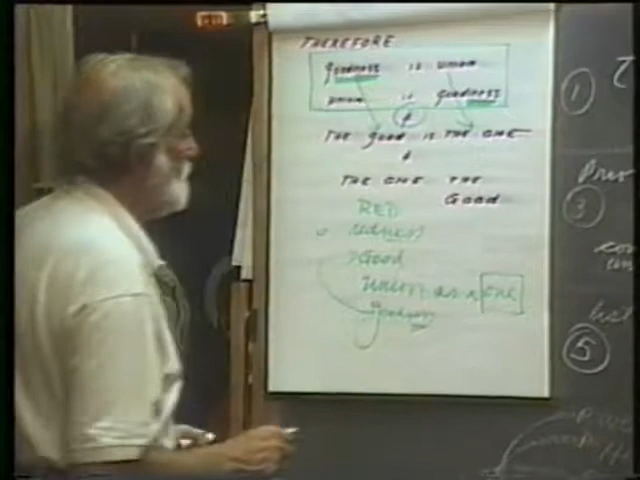 THEREFORE
goodness is union
union is goodness
&
THE good IS THE ONE
&
THE ONE THE
Good
RED
redness
Good
Union as a one
goodness
1
3
5